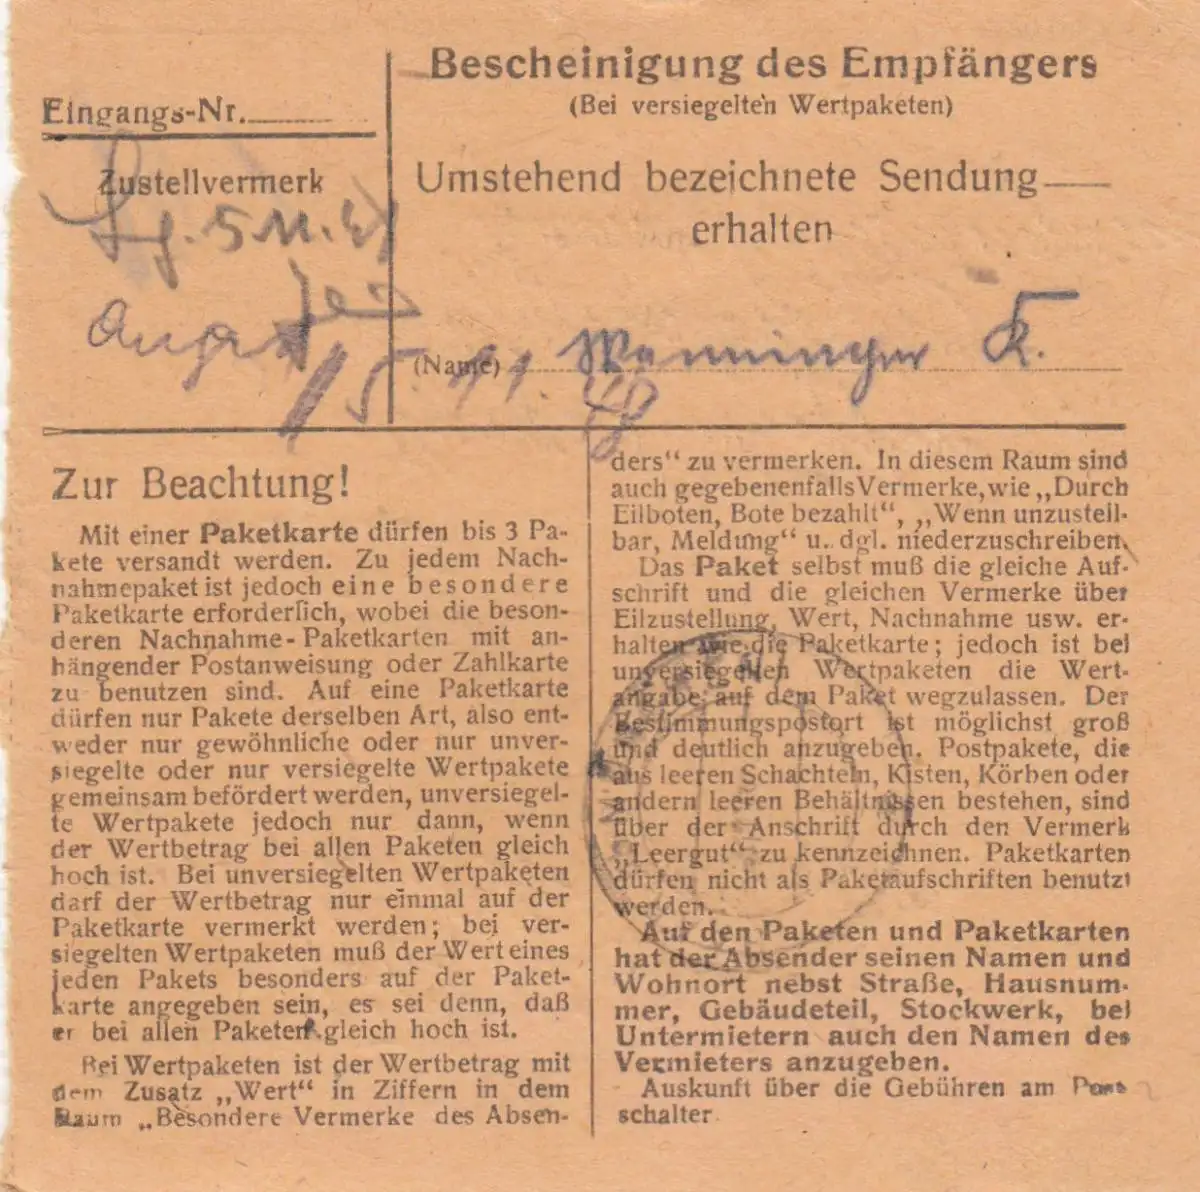 Eingangs-Nr.
Zustellvermerk
Bescheinigung des Empfängers
(Bei versiegelten Wertpaketen)
Umstehend bezeichnete Sendung
erhalten
(Name) Wenninger K.
Zur Beachtung!
Mit einer Paketkarte dürfen bis 3 Pa-
kete versandt werden. Zu jedem Nach-
nahmepaket ist jedoch eine besondere
Paketkarte erforderlich, wobei die beson-
deren Nachnahme-Paketkarten mit an-
hängender Postanweisung oder Zahlkarte
zu benutzen sind. Auf eine Paketkarte
dürfen nur Pakete derselben Art, also ent-
weder nur gewöhnliche oder nur unver-
siegelte oder nur versiegelte Wertpakete
gemeinsam befördert werden, unversiegel-
te Wertpakete jedoch nur dann, wenn
der Wertbetrag bei allen Paketen gleich
hoch ist. Bei unversiegelten Wertpaketen
darf der Wertbetrag nur einmal auf der
Paketkarte vermerkt werden; bei ver-
siegelten Wertpaketen muß der Wert eines
jeden Pakets besonders auf der Paket-
karte angegeben sein, es sei denn, daß
er bei allen Paketen gleich hoch ist.
Bei Wertpaketen ist der Wertbetrag mit
dem Zusatz „Wert“ in Ziffern in dem
Raum „Besondere Vermerke des Absen-
ders“ zu vermerken. In diesem Raum sind
auch gegebenenfalls Vermerke, wie „Durch
Eilboten, Bote bezahlt“, „Wenn unzustell-
bar, Meldung“ u. dgl. niederzuschreiben.
Das Paket selbst muß die gleiche Auf-
schrift und die gleichen Vermerke über
Eilzustellung, Wert, Nachnahme usw. er-
halten wie die Paketkarte; jedoch ist bei
unversiegelten Wertpaketen die Wert-
angabe auf dem Paket wegzulassen. Der
Bestimmungspostort ist möglichst groß
und deutlich anzugeben. Postpakete, die
aus leeren Schachteln, Kisten, Körben oder
andern leeren Behältnissen bestehen, sind
über der Anschrift durch den Vermerk
„Leergut“ zu kennzeichnen. Paketkarten
dürfen nicht als Paketaufschriften benutzt
werden.
Auf den Paketen und Paketkarten
hat der Absender seinen Namen und
Wohnort nebst Straße, Hausnum-
mer, Gebäudeteil, Stockwerk, bei
Untermietern auch den Namen des
Vermieters anzugeben.
Auskunft über die Gebühren am Post
schalter